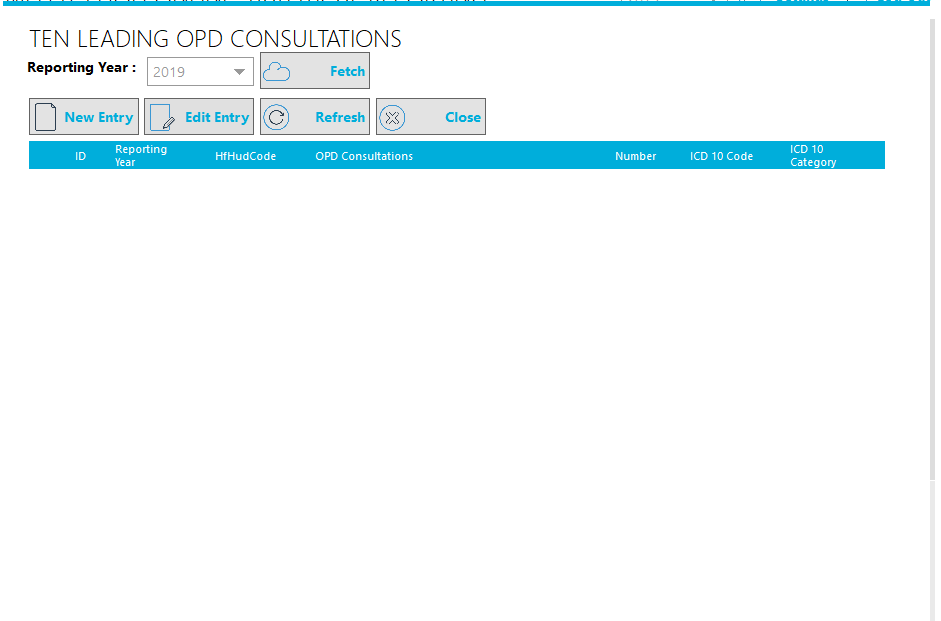 TEN LEADING OPD CONSULTATIONS
Reporting Year :
2019
Fetch
New Entry
Edit Entry
Refresh
Close
ID
Reporting
Year
HfHudCode
OPD Consultations
Number
ICD 10 Code
ICD 10
Category